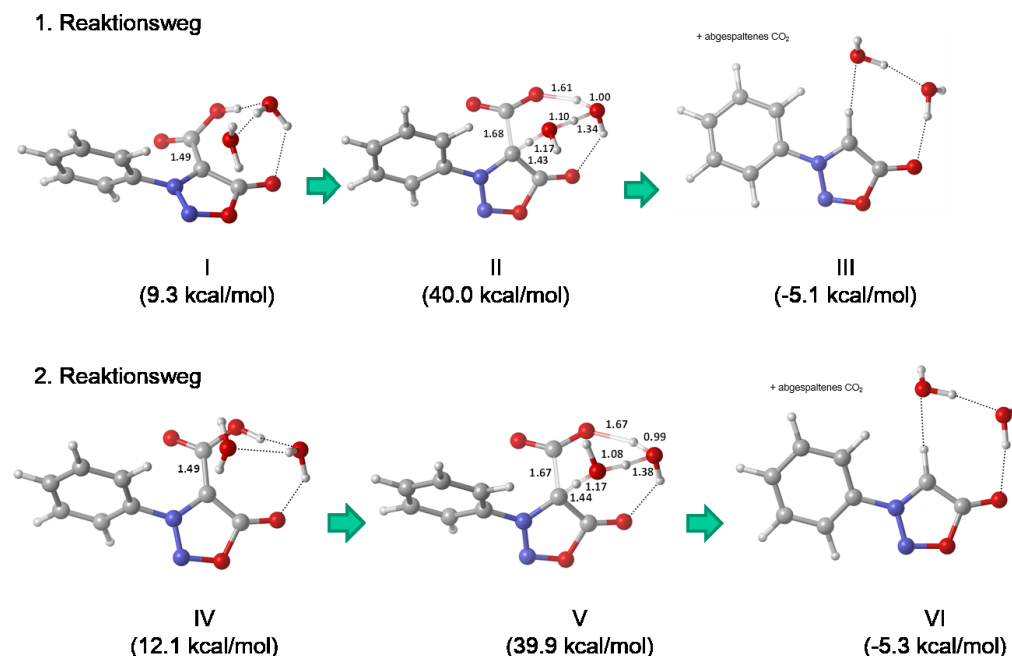 1. Reaktionsweg
+ abgespaltenes CO₂
1.49
1.61
1.00
1.10
1.34
1.68
1.17
1.43
I
II
III
(9.3 kcal/mol)
(40.0 kcal/mol)
(-5.1 kcal/mol)
2. Reaktionsweg
+ abgespaltenes CO₂
1.49
1.67
0.99
1.08
1.67
1.38
1.17
1.44
IV
V
VI
(12.1 kcal/mol)
(39.9 kcal/mol)
(-5.3 kcal/mol)